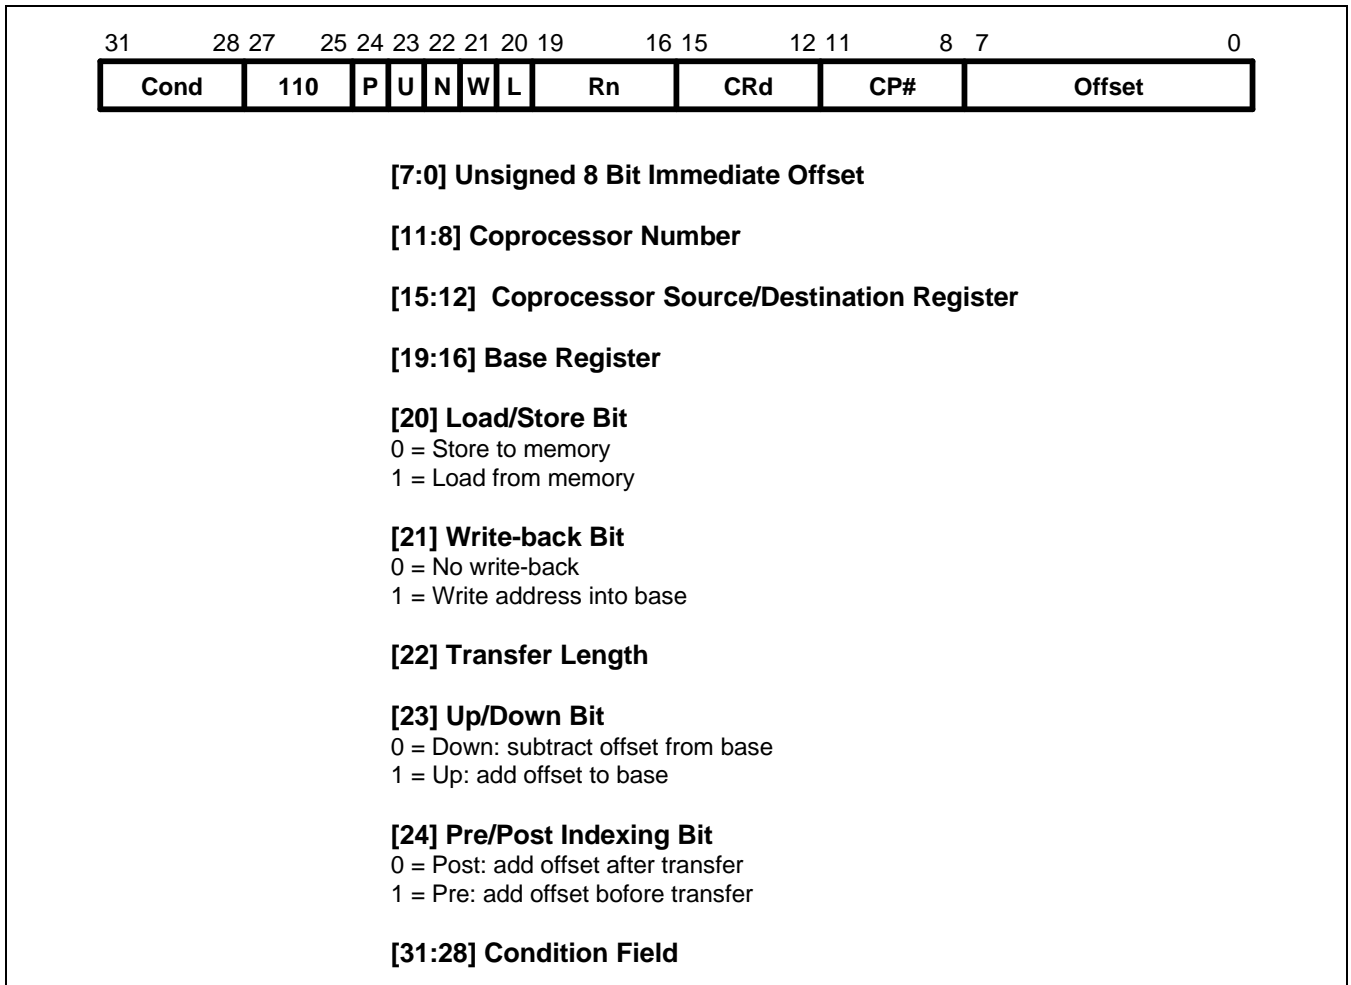 31 28 27 25 24 23 22 21 20 19 16 15 12 11 8 7 0
Cond 110 P U N W L Rn CRd CP# Offset
[7:0] Unsigned 8 Bit Immediate Offset
[11:8] Coprocessor Number
[15:12] Coprocessor Source/Destination Register
[19:16] Base Register
[20] Load/Store Bit
0 = Store to memory
1 = Load from memory
[21] Write-back Bit
0 = No write-back
1 = Write address into base
[22] Transfer Length
[23] Up/Down Bit
0 = Down: subtract offset from base
1 = Up: add offset to base
[24] Pre/Post Indexing Bit
0 = Post: add offset after transfer
1 = Pre: add offset bofore transfer
[31:28] Condition Field